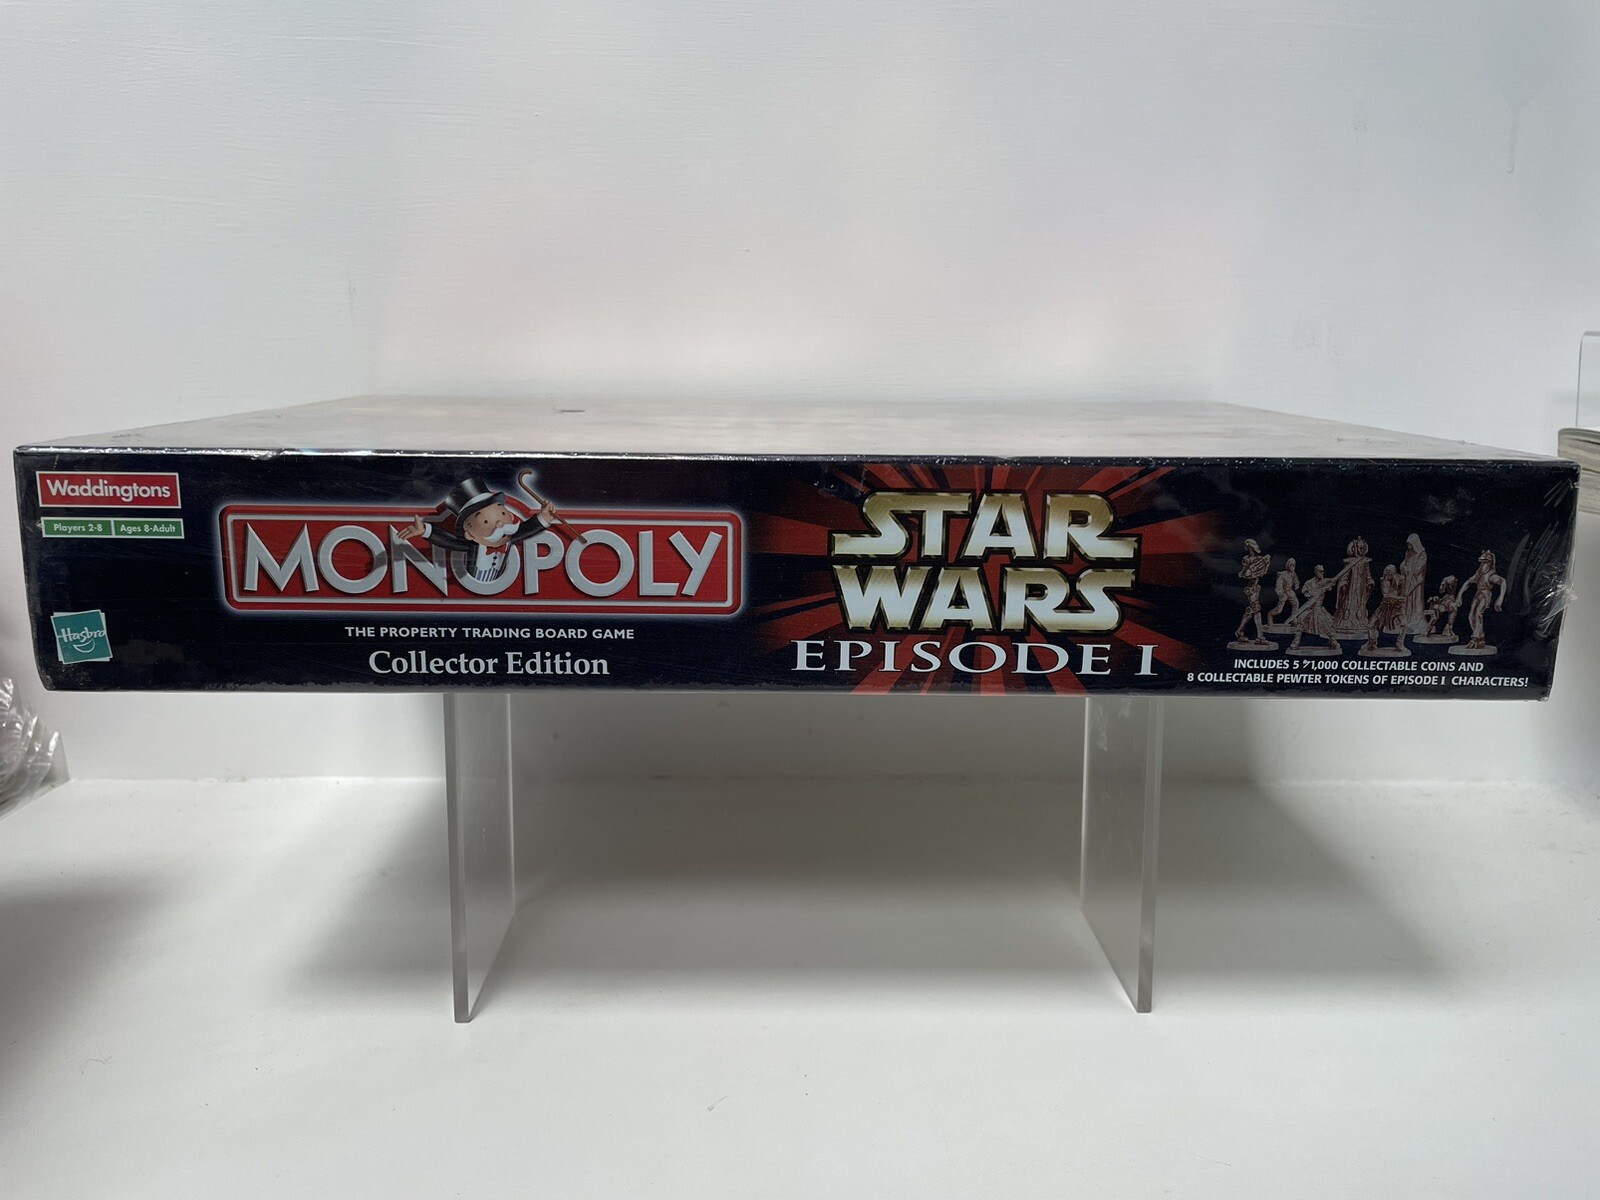 Waddingtons
Players 2-8 Ages 8-Adult
Hasbro
MONOPOLY
THE PROPERTY TRADING BOARD GAME
Collector Edition
STAR
WARS
EPISODE I
INCLUDES 5 1,000 COLLECTABLE COINS AND
8 COLLECTABLE PEWTER TOKENS OF EPISODE I CHARACTERS!